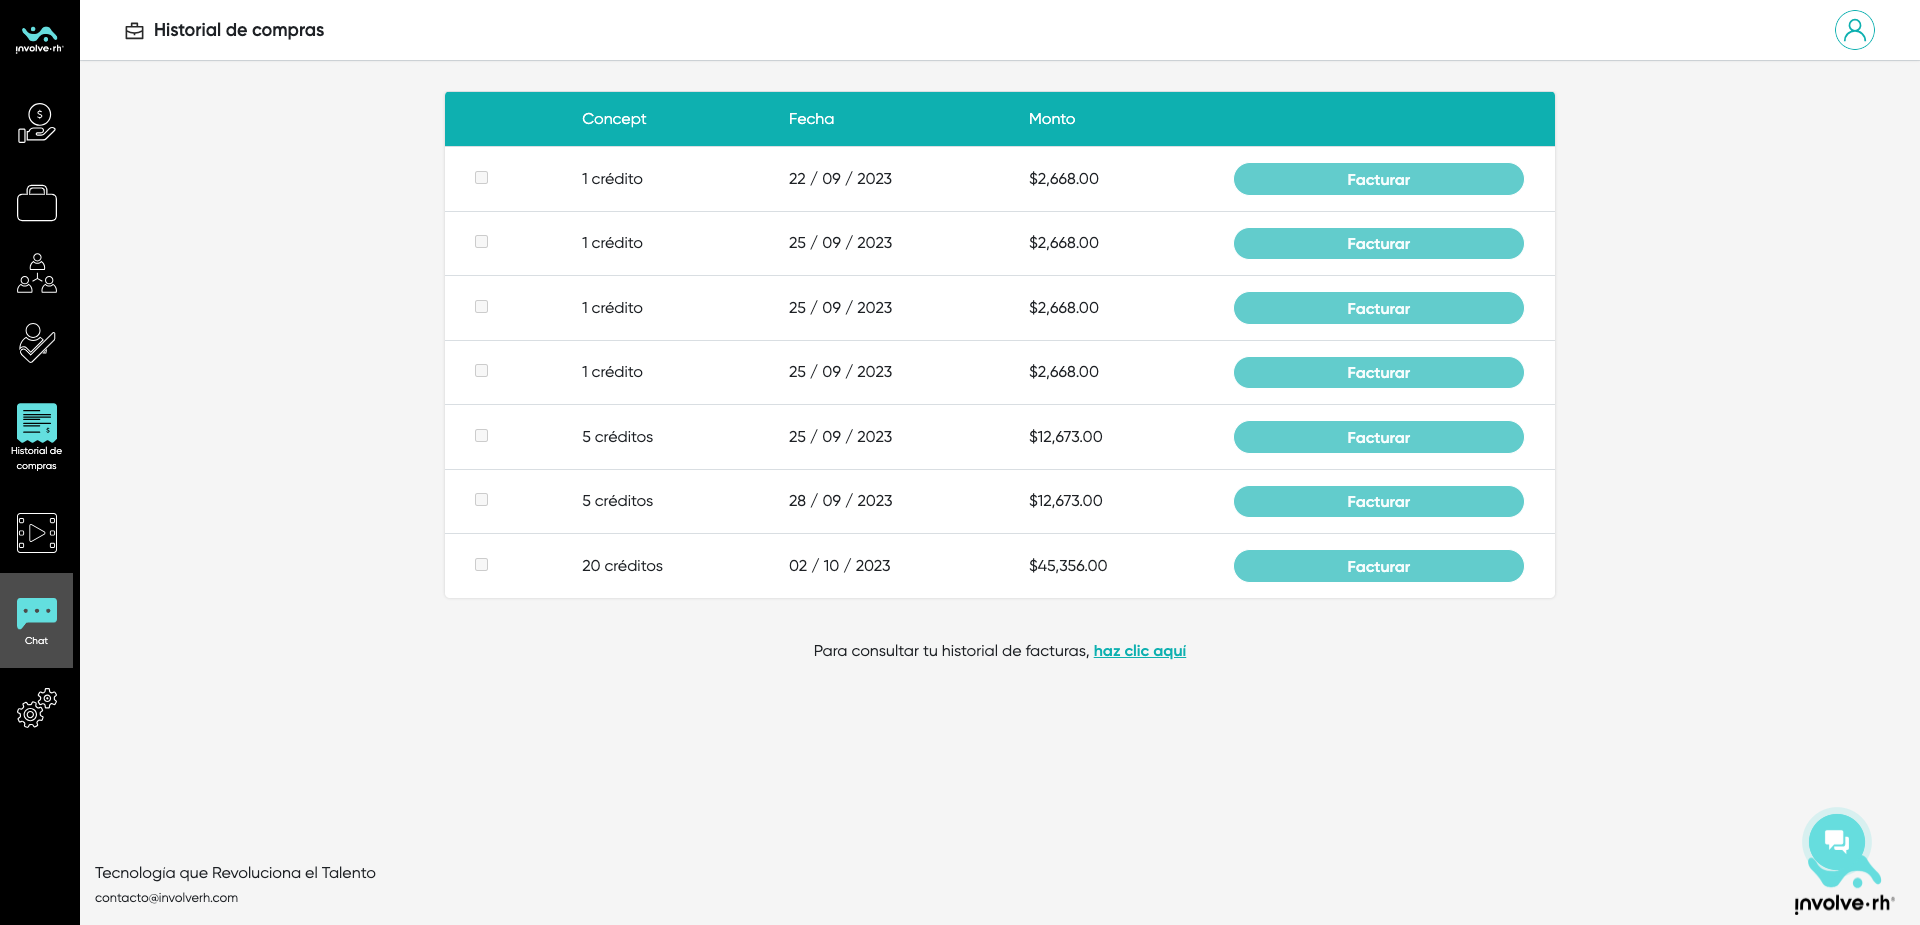 involve·rh
Historial de compras
Concept Fecha Monto
1 crédito 22 / 09 / 2023 $2,668.00 Facturar
1 crédito 25 / 09 / 2023 $2,668.00 Facturar
1 crédito 25 / 09 / 2023 $2,668.00 Facturar
1 crédito 25 / 09 / 2023 $2,668.00 Facturar
5 créditos 25 / 09 / 2023 $12,673.00 Facturar
5 créditos 28 / 09 / 2023 $12,673.00 Facturar
20 créditos 02 / 10 / 2023 $45,356.00 Facturar
Para consultar tu historial de facturas, haz clic aquí
$
$
Historial de
compras
Chat
Tecnología que Revoluciona el Talento
contacto@involverh.com
involve·rh®